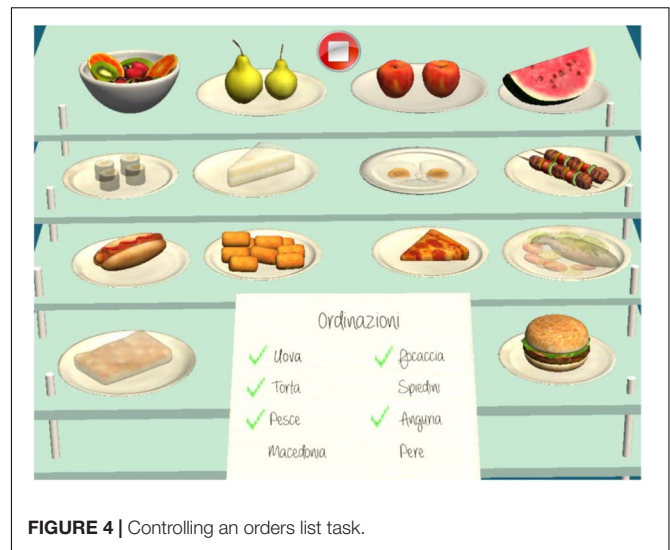 Ordinazioni
Uova
focaccia
Torta
Spiedini
Pesce
Anguria
Macedonia
Pere
FIGURE 4 | Controlling an orders list task.